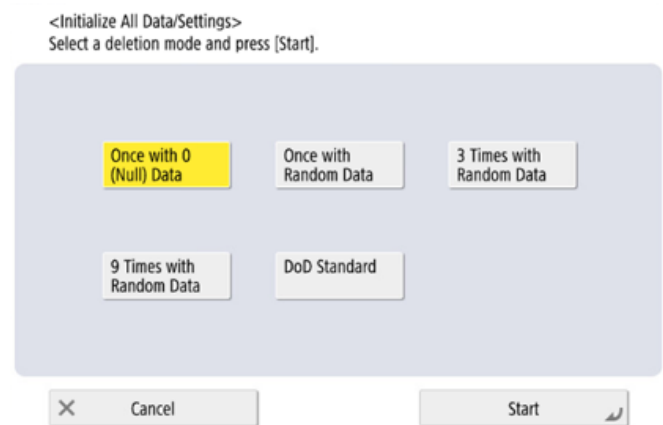 <Initialize All Data/Settings>
Select a deletion mode and press [Start].
Once with 0
(Null) Data
Once with
Random Data
3 Times with
Random Data
9 Times with
Random Data
DoD Standard
Cancel
Start